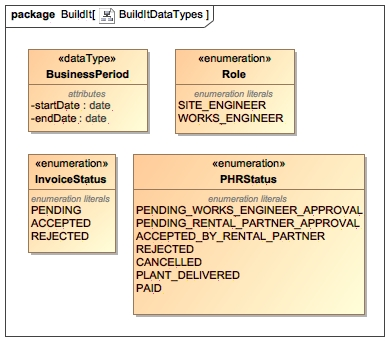 package BuildIt[ BuildItDataTypes ]
«dataType»
BusinessPeriod
attributes
-startDate : date
-endDate : date
«enumeration»
Role
enumeration literals
SITE_ENGINEER
WORKS_ENGINEER
«enumeration»
InvoiceStatus
enumeration literals
PENDING
ACCEPTED
REJECTED
«enumeration»
PHRStatus
enumeration literals
PENDING_WORKS_ENGINEER_APPROVAL
PENDING_RENTAL_PARTNER_APPROVAL
ACCEPTED_BY_RENTAL_PARTNER
REJECTED
CANCELLED
PLANT_DELIVERED
PAID